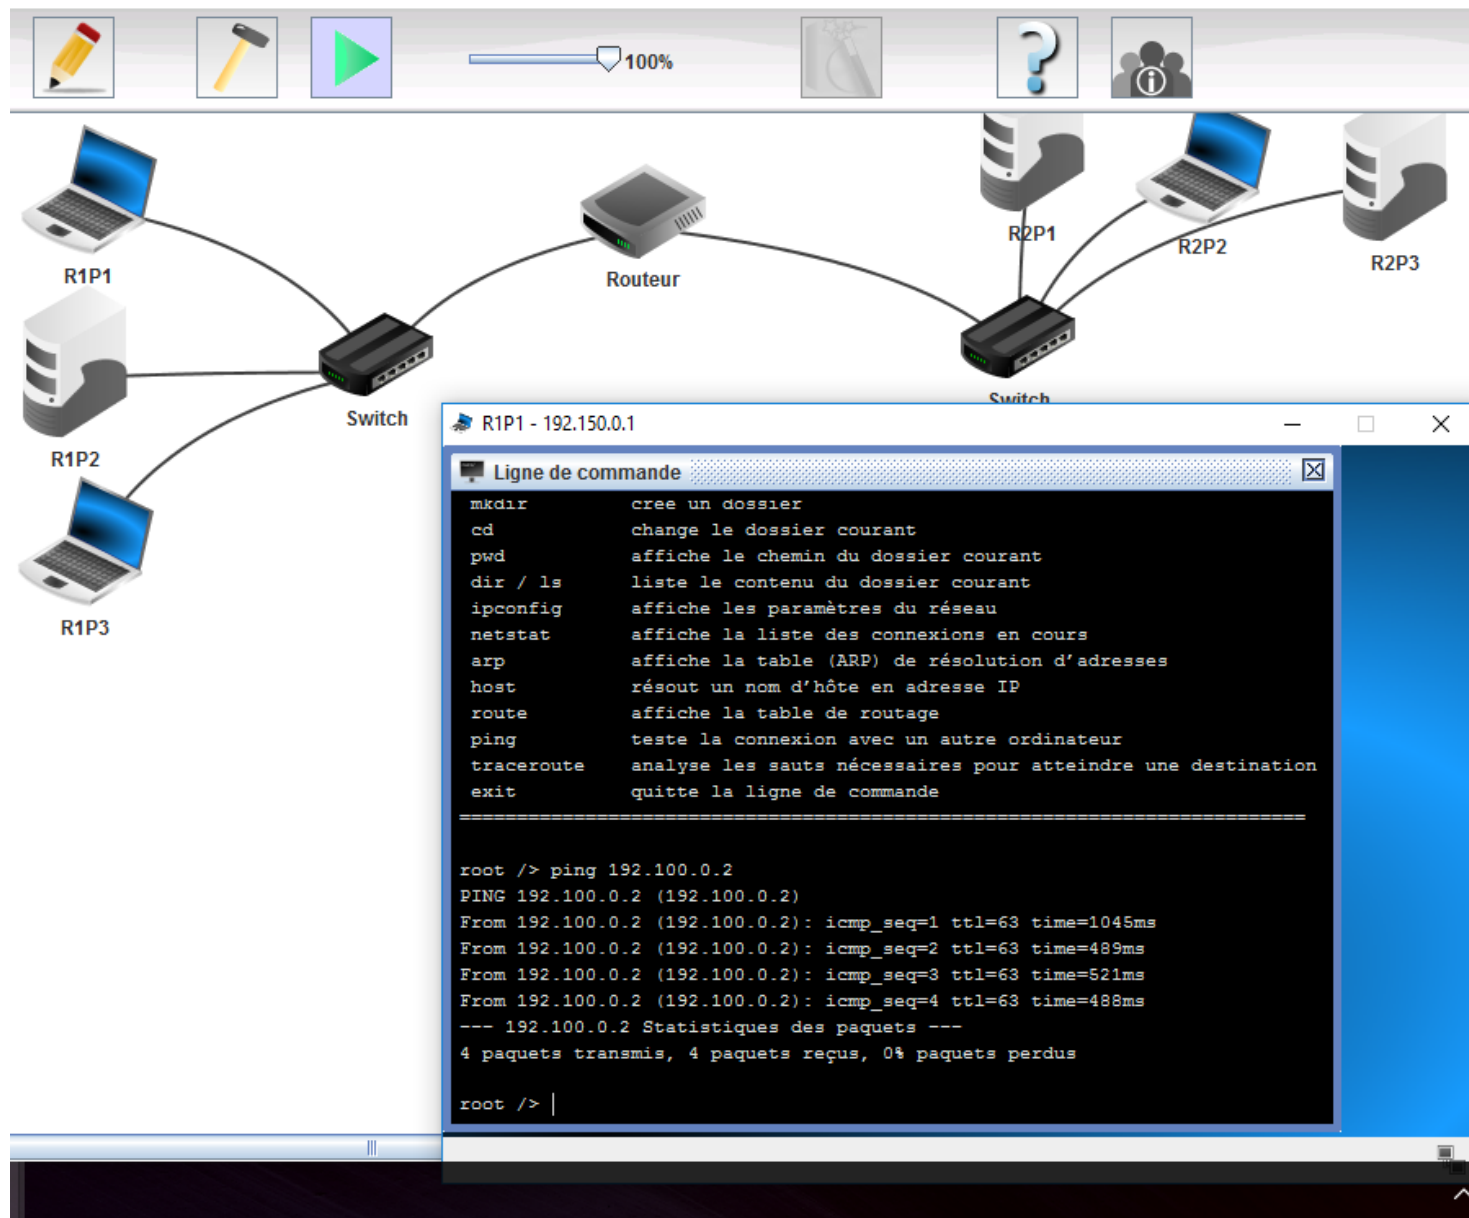 100%
R1P1
R1P2
R1P3
Switch
Routeur
R2P1
R2P2
R2P3
Switch
R1P1 - 192.150.0.1
Ligne de commande
mkdir cree un dossier
cd change le dossier courant
pwd affiche le chemin du dossier courant
dir / ls liste le contenu du dossier courant
ipconfig affiche les paramètres du réseau
netstat affiche la liste des connexions en cours
arp affiche la table (ARP) de résolution d'adresses
host résout un nom d'hôte en adresse IP
route affiche la table de routage
ping teste la connexion avec un autre ordinateur
traceroute analyse les sauts nécessaires pour atteindre une destination
exit quitte la ligne de commande
==========================================================================
root /> ping 192.100.0.2
PING 192.100.0.2 (192.100.0.2)
From 192.100.0.2 (192.100.0.2): icmp_seq=1 ttl=63 time=1045ms
From 192.100.0.2 (192.100.0.2): icmp_seq=2 ttl=63 time=489ms
From 192.100.0.2 (192.100.0.2): icmp_seq=3 ttl=63 time=521ms
From 192.100.0.2 (192.100.0.2): icmp_seq=4 ttl=63 time=488ms
--- 192.100.0.2 Statistiques des paquets ---
4 paquets transmis, 4 paquets reçus, 0% paquets perdus
root />